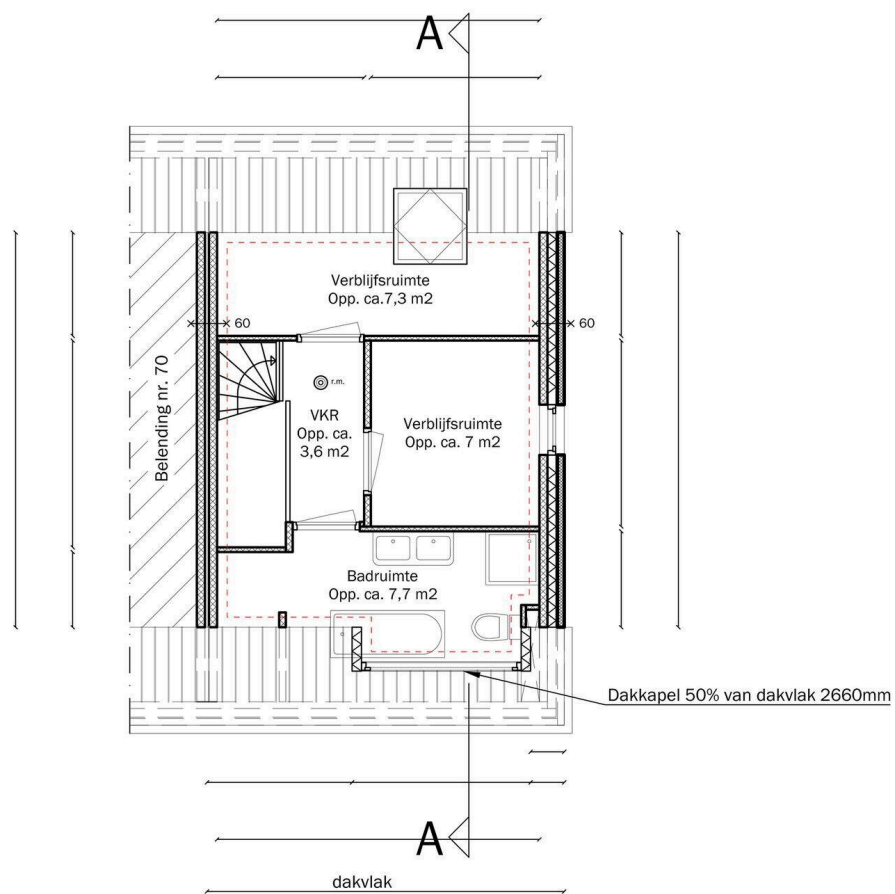 A
Verblijfsruimte
Opp. ca.7,3 m2
60
60
r.m.
VKR
Opp. ca.
3,6 m2
Verblijfsruimte
Opp. ca. 7 m2
Belending nr. 70
Badruimte
Opp. ca. 7,7 m2
Dakkapel 50% van dakvlak 2660mm
A
dakvlak